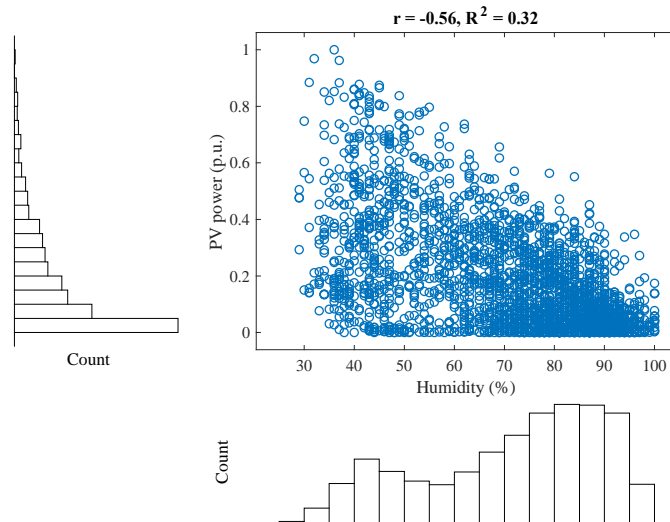 r = -0.56, R² = 0.32
1
0.8
0.6
0.4
0.2
0
PV power (p.u.)
30 40 50 60 70 80 90 100
Humidity (%)
Count
Count